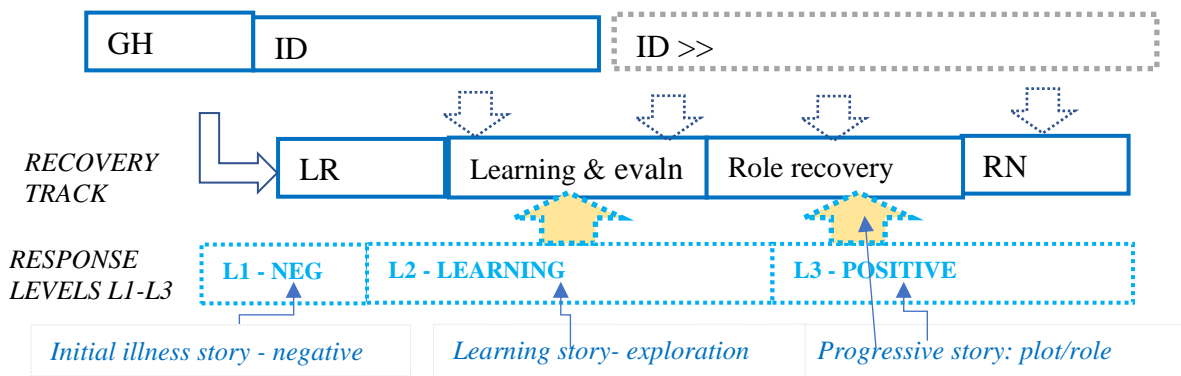 GH
ID
ID >>
RECOVERY
TRACK
LR
Learning & evaln
Role recovery
RN
RESPONSE
LEVELS L1-L3
L1 - NEG
L2 - LEARNING
L3 - POSITIVE
Initial illness story - negative
Learning story- exploration
Progressive story: plot/role